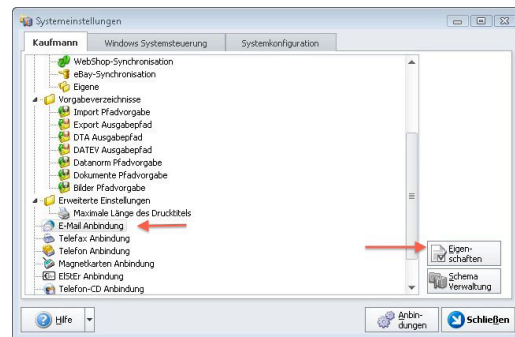 Systemeinstellungen
Kaufmann Windows Systemsteuerung Systemkonfiguration
WebShop-Synchronisation
eBay-Synchronisation
Eigene
Vorgabeverzeichnisse
Import Pfadvorgabe
Export Ausgabepfad
DTA Ausgabepfad
DATEV Ausgabepfad
Datanorm Pfadvorgabe
Dokumente Pfadvorgabe
Bilder Pfadvorgabe
Erweiterte Einstellungen
Maximale Länge des Drucktitels
E-Mail Anbindung
Telefax Anbindung
Telefon Anbindung
Magnetkarten Anbindung
ElStEr Anbindung
Telefon-CD Anbindung
Eigen-
schaften
Schema
Verwaltung
Hilfe
Anbin-
dungen
Schließen